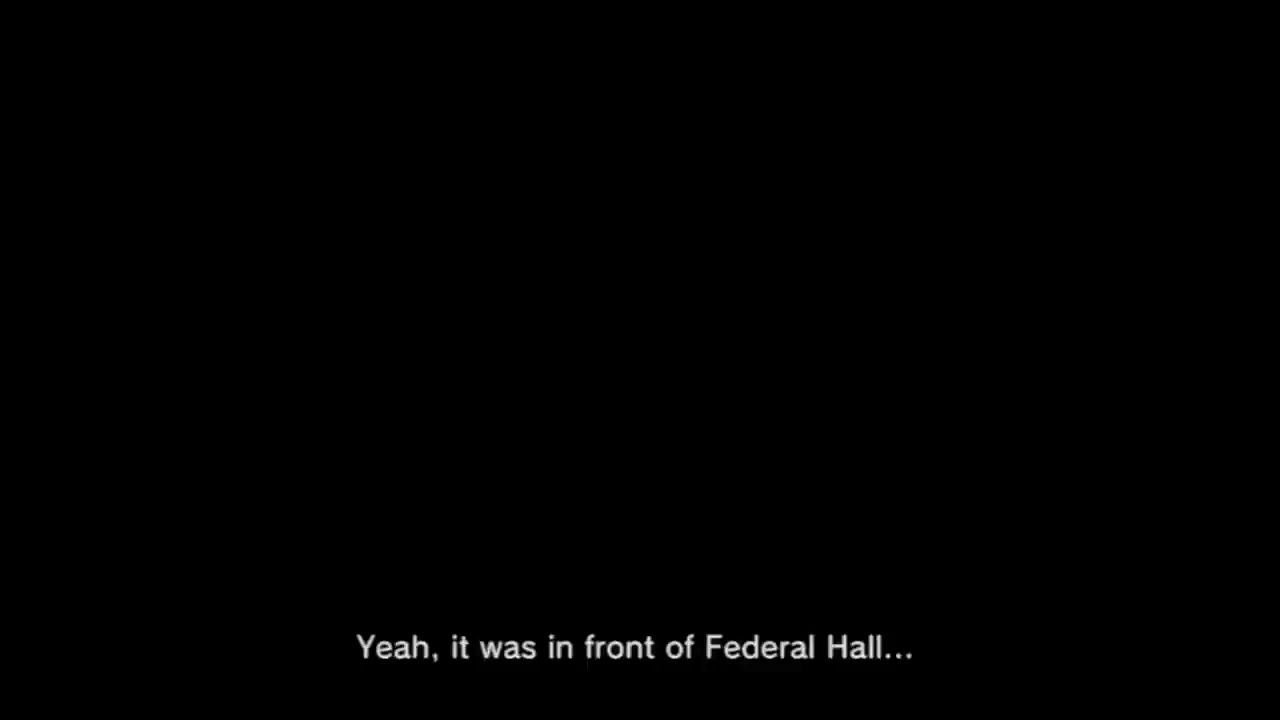 Yeah, it was in front of Federal Hall...